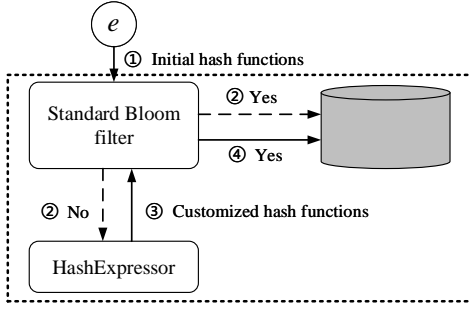 e
① Initial hash functions
Standard Bloom
filter
② Yes
④ Yes
② No
③ Customized hash functions
HashExpressor